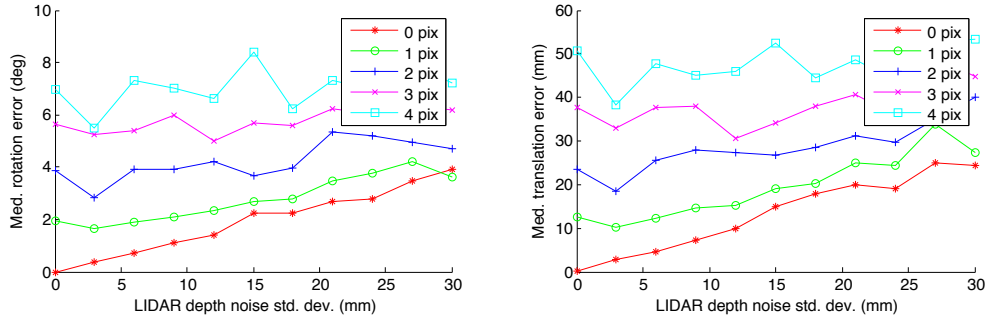 10
8
6
4
2
0
Med. rotation error (deg)
0 5 10 15 20 25 30
LIDAR depth noise std. dev. (mm)
0 pix
1 pix
2 pix
3 pix
4 pix
60
50
40
30
20
10
0
Med. translation error (mm)
0 5 10 15 20 25 30
LIDAR depth noise std. dev. (mm)
0 pix
1 pix
2 pix
3 pix
4 pix